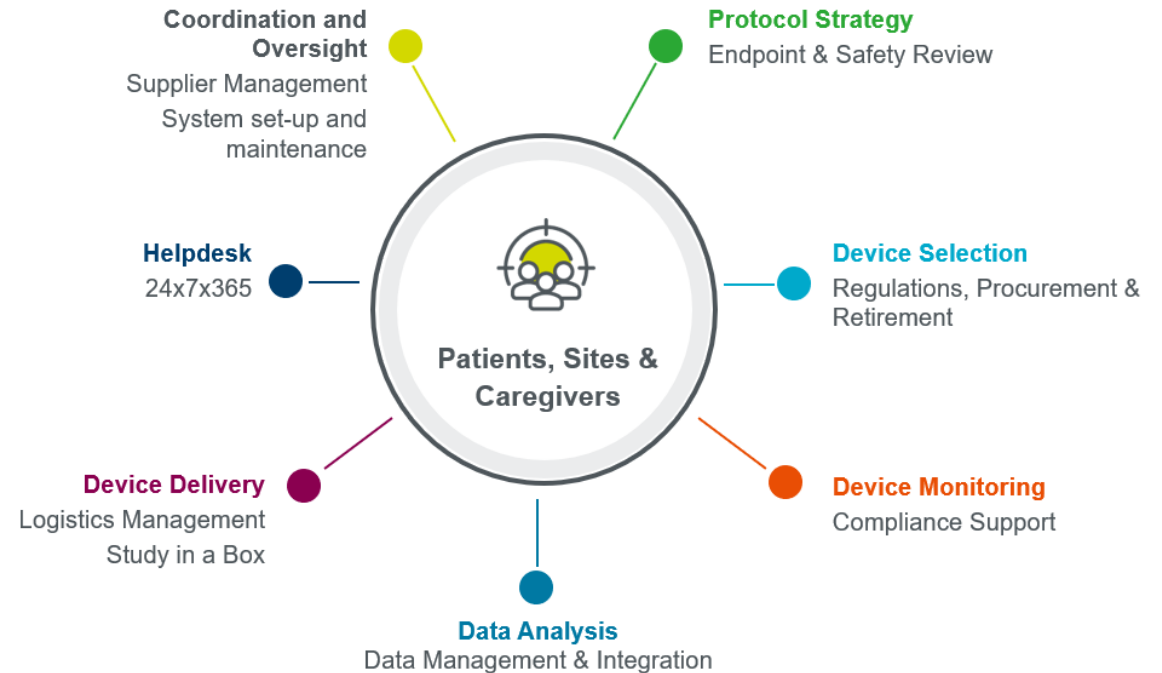 Coordination and
Oversight
Supplier Management
System set-up and
maintenance
Protocol Strategy
Endpoint & Safety Review
Helpdesk
24x7x365
Device Selection
Regulations, Procurement &
Retirement
Patients, Sites &
Caregivers
Device Delivery
Logistics Management
Study in a Box
Device Monitoring
Compliance Support
Data Analysis
Data Management & Integration